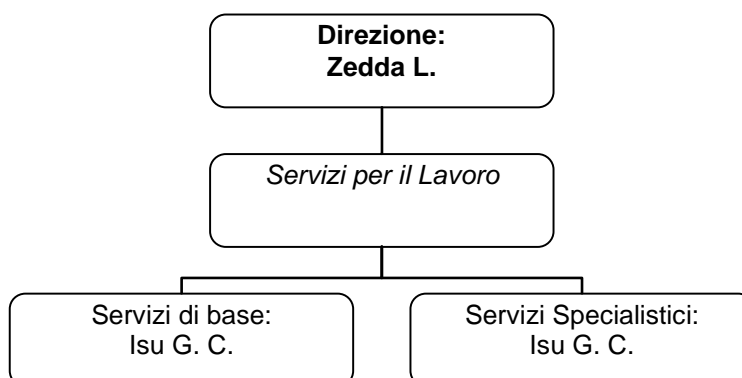 Direzione:
Zedda L.
Servizi per il Lavoro
Servizi di base:
Isu G. C.
Servizi Specialistici:
Isu G. C.